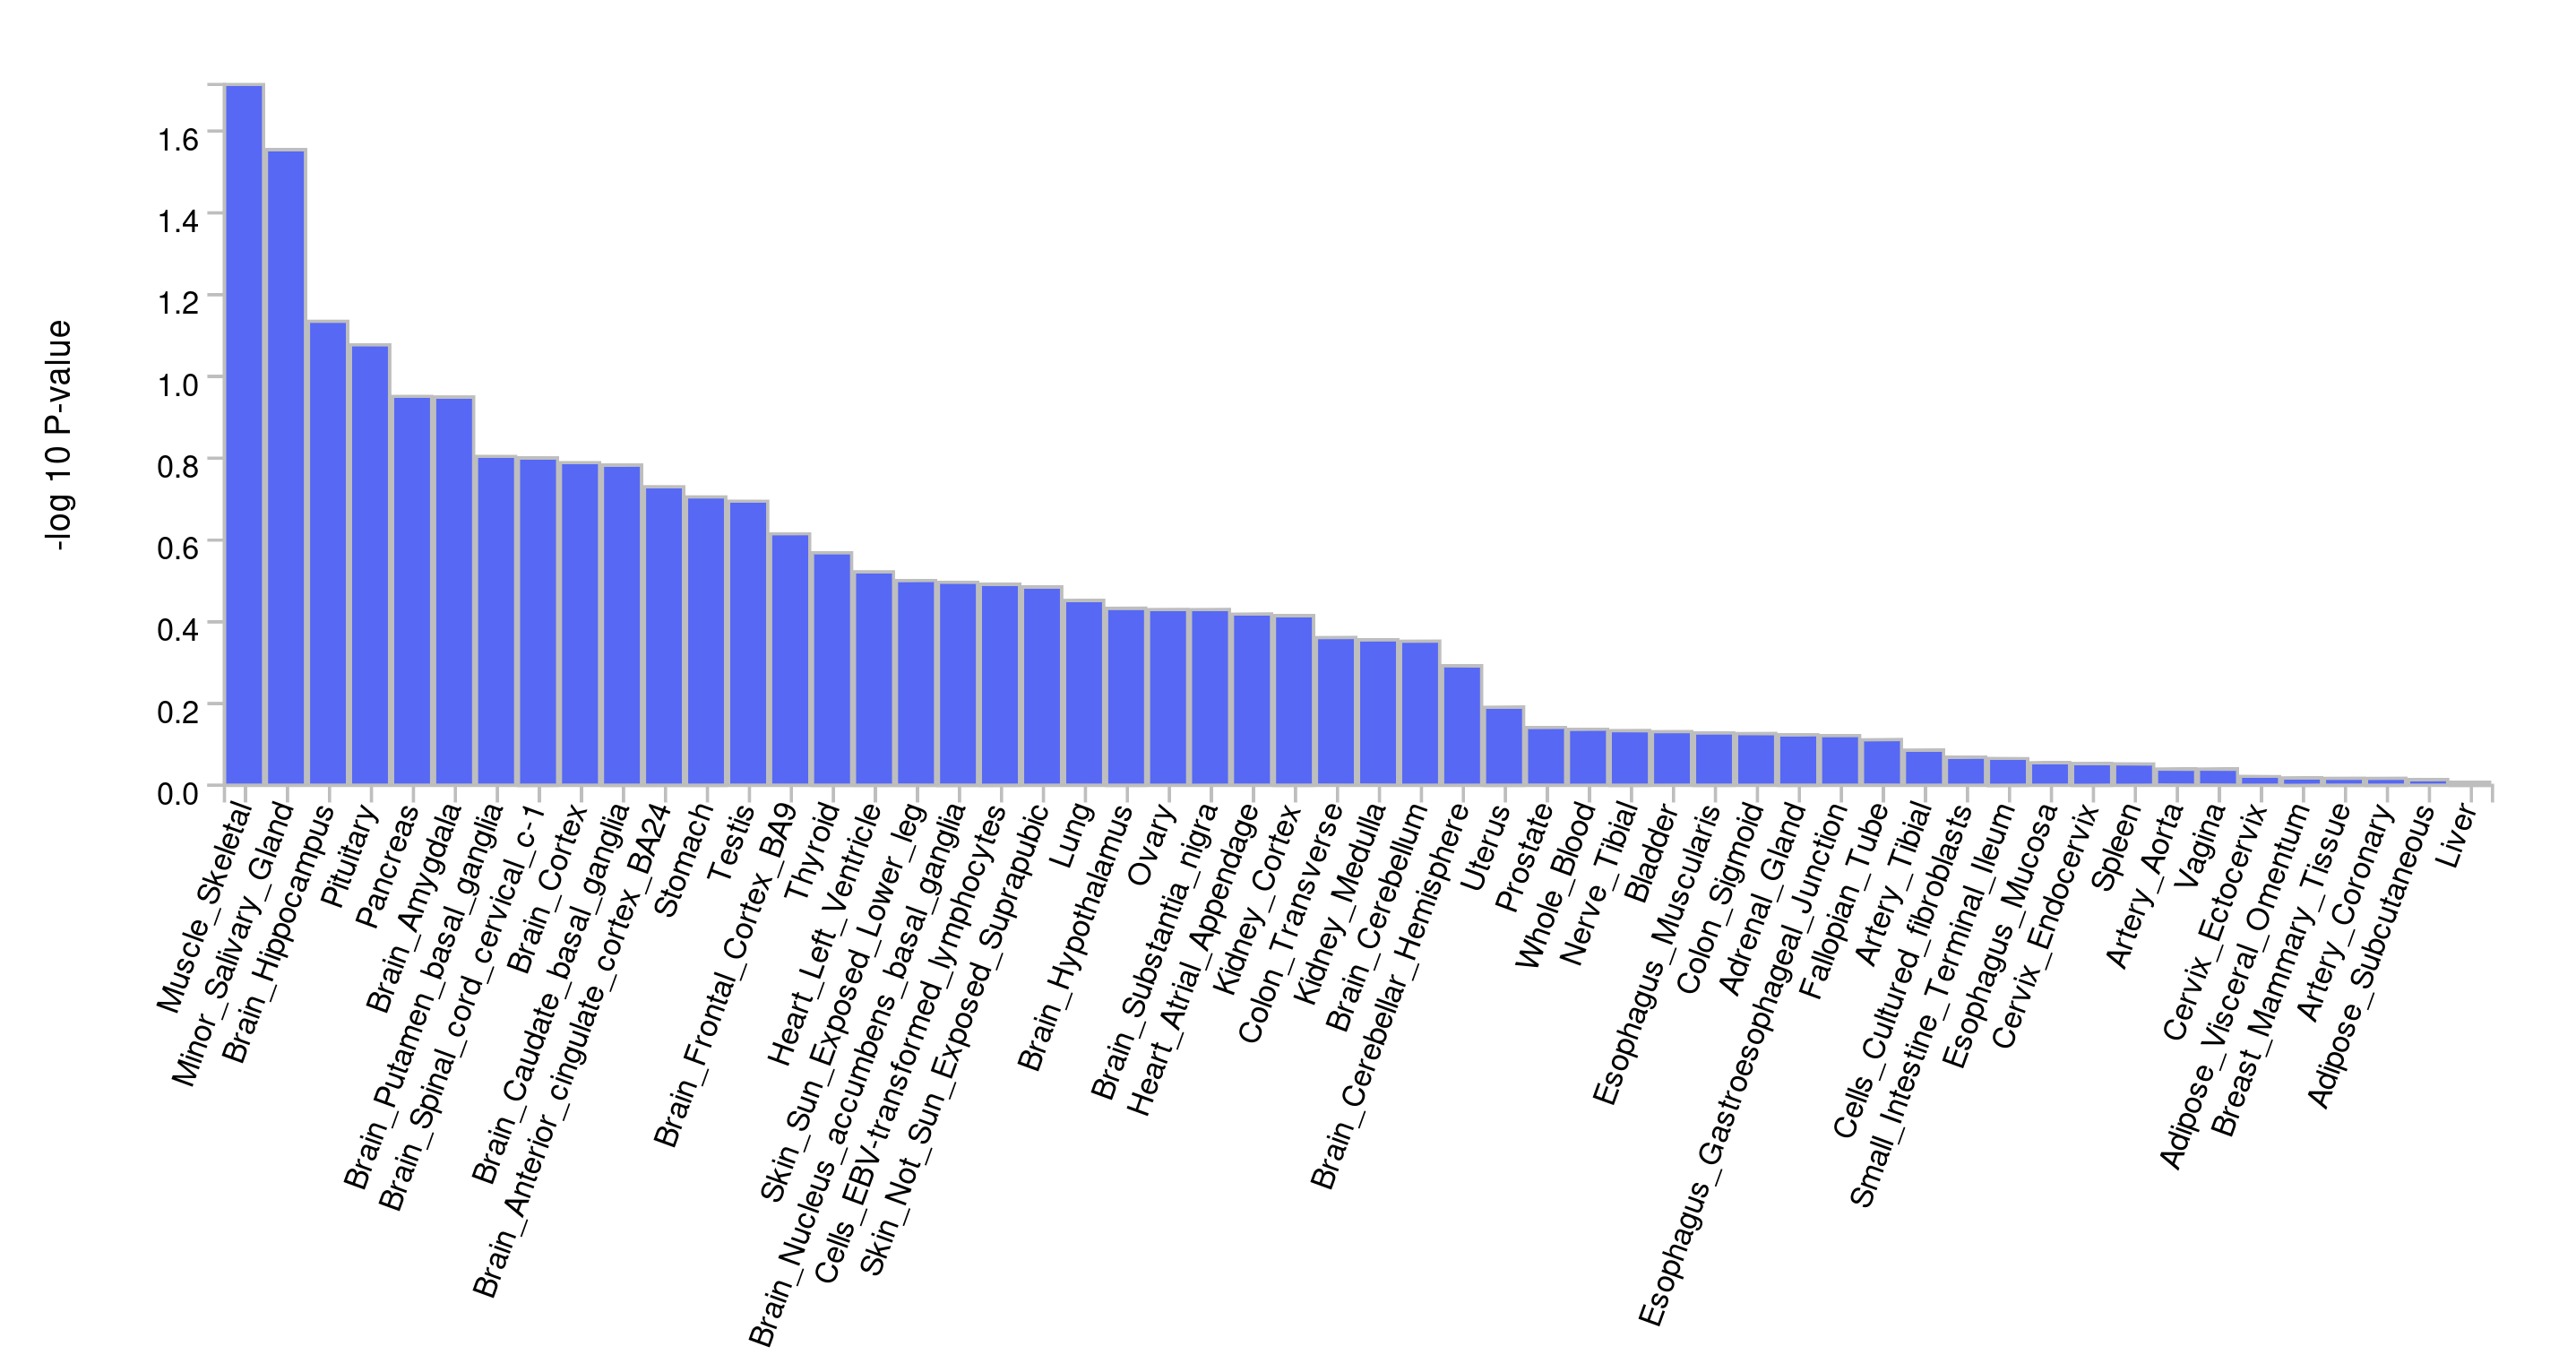 -log 10 P-value
1.6
1.4
1.2
1.0
0.8
0.6
0.4
0.2
0.0
Muscle_Skeletal
Minor_Salivary_Gland
Brain_Hippocampus
Pituitary
Pancreas
Brain_Amygdala
Brain_Putamen_basal_ganglia
Brain_Spinal_cord_cervical_c-1
Brain_Cortex
Brain_Caudate_basal_ganglia
Brain_Anterior_cingulate_cortex_BA24
Stomach
Testis
Brain_Frontal_Cortex_BA9
Thyroid
Heart_Left_Ventricle
Skin_Sun_Exposed_Lower_leg
Brain_Nucleus_accumbens_basal_ganglia
Cells_EBV-transformed_lymphocytes
Skin_Not_Sun_Exposed_Suprapubic
Lung
Brain_Hypothalamus
Ovary
Brain_Substantia_nigra
Heart_Atrial_Appendage
Kidney_Cortex
Colon_Transverse
Kidney_Medulla
Brain_Cerebellum
Brain_Cerebellar_Hemisphere
Uterus
Prostate
Whole_Blood
Nerve_Tibial
Bladder
Esophagus_Muscularis
Colon_Sigmoid
Adrenal_Gland
Esophagus_Gastroesophageal_Junction
Fallopian_Tube
Artery_Tibial
Cells_Cultured_fibroblasts
Small_Intestine_Terminal_Ileum
Esophagus_Mucosa
Cervix_Endocervix
Spleen
Artery_Aorta
Vagina
Cervix_Ectocervix
Adipose_Visceral_Omentum
Breast_Mammary_Tissue
Artery_Coronary
Adipose_Subcutaneous
Liver